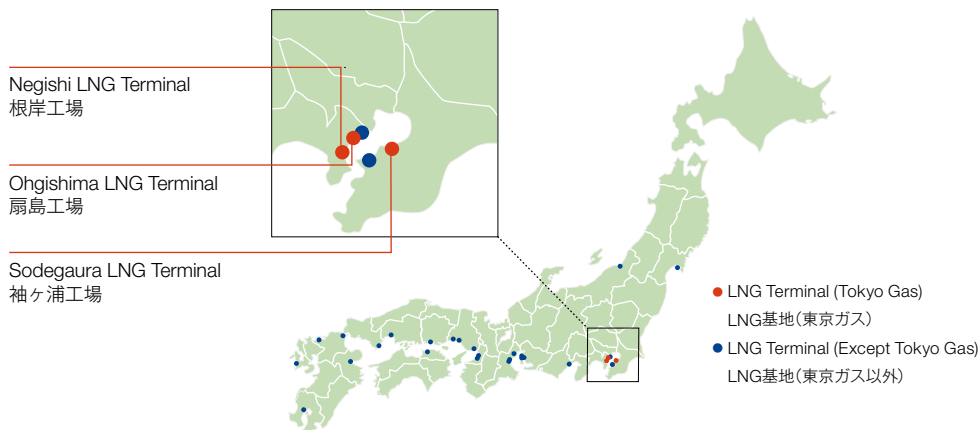 Negishi LNG Terminal
根岸工場
Ohgishima LNG Terminal
扇島工場
Sodegaura LNG Terminal
袖ヶ浦工場
LNG Terminal (Tokyo Gas)
LNG基地(東京ガス)
LNG Terminal (Except Tokyo Gas)
LNG基地(東京ガス以外)